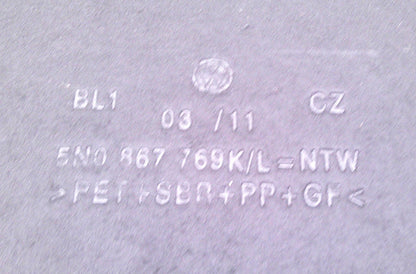 BL1 CZ
03 /11
5N0 867 769K/L=NTW
>PET+SBR+PP+GF<